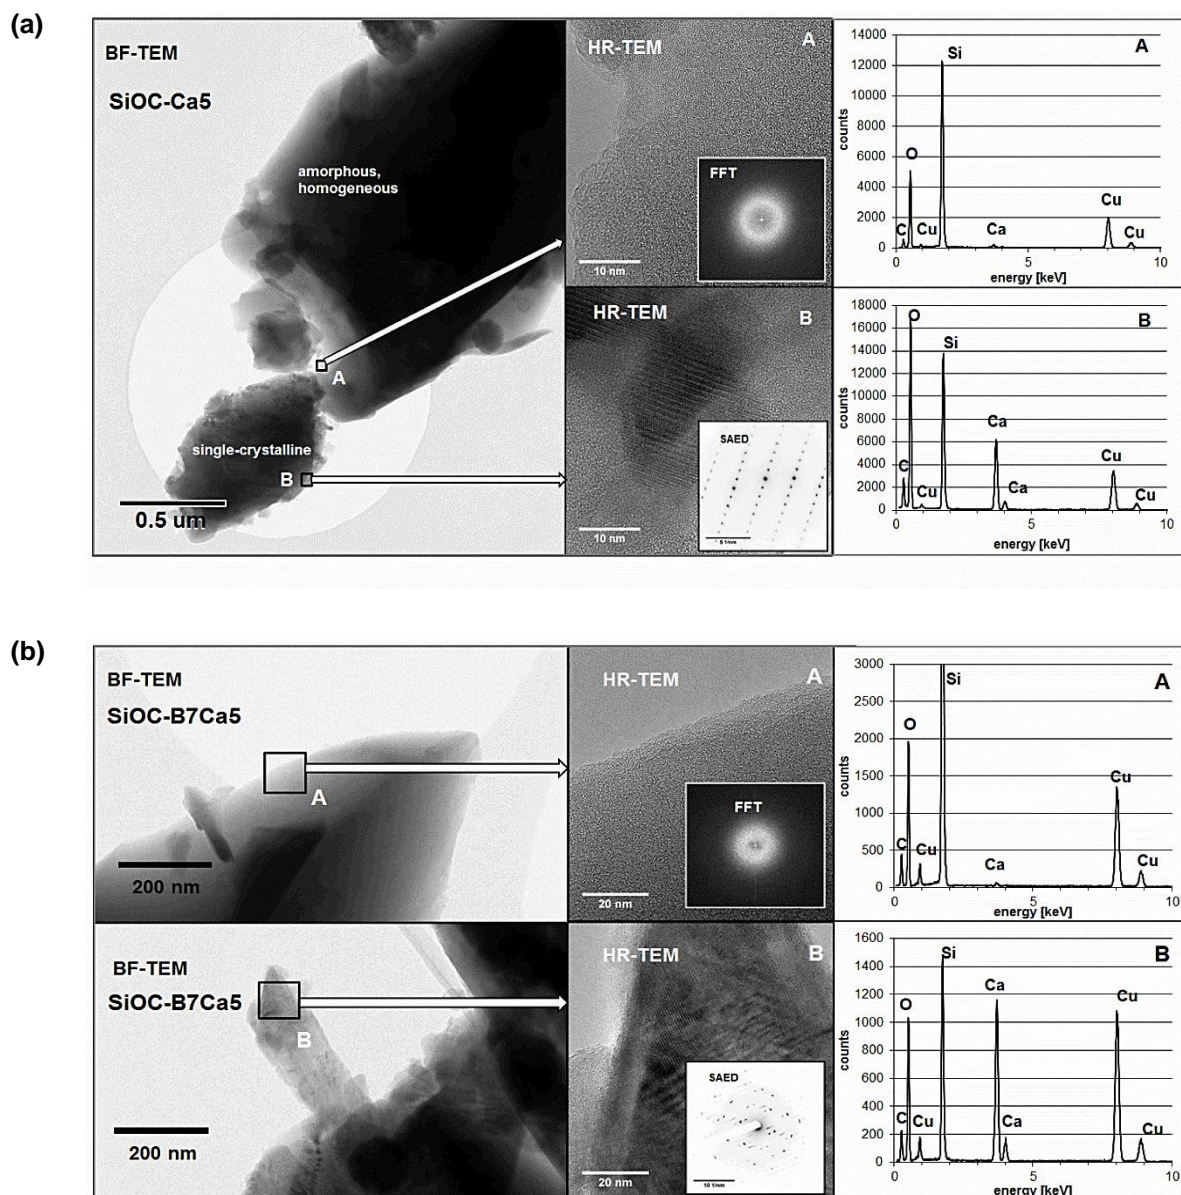 (a)
BF-TEM
SiOC-Ca5
amorphous,
homogeneous
A
single-crystalline
B
0.5 um
HR-TEM
A
FFT
10 nm
HR-TEM
B
SAED
5 1/nm
10 nm
A
14000
12000
10000
8000
6000
4000
2000
0
counts
Si
O
C
Cu
Ca
Cu
Cu
0
5
10
energy [keV]
B
18000
16000
14000
12000
10000
8000
6000
4000
2000
0
counts
O
Si
Ca
C
Cu
Ca
Cu
Cu
0
5
10
energy [keV]
(b)
BF-TEM
SiOC-B7Ca5
A
200 nm
HR-TEM
A
FFT
20 nm
A
3000
2500
2000
1500
1000
500
0
counts
Si
O
C
Cu
Ca
Cu
Cu
0
5
10
energy [keV]
BF-TEM
SiOC-B7Ca5
B
200 nm
HR-TEM
B
SAED
10 1/nm
20 nm
B
1600
1400
1200
1000
800
600
400
200
0
counts
Si
O
C
Cu
Ca
Cu
Cu
0
5
10
energy [keV]